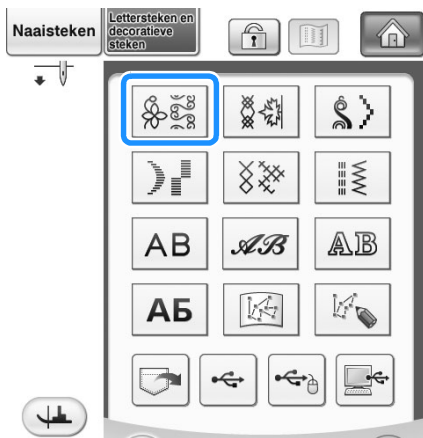 Naaisteken
Lettersteken en
decoratieve
steken
AB
AB
AB
АБ